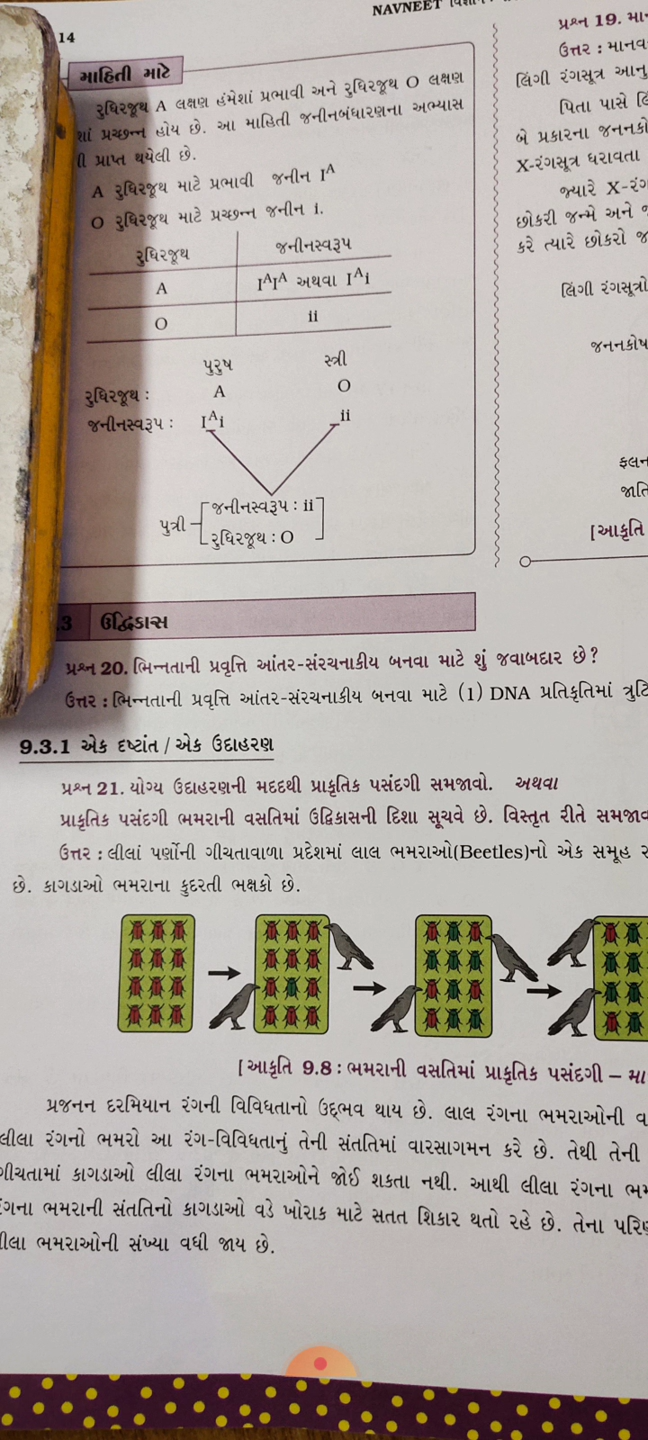 14
NAVNEET
માહિતી માટે
રુધિરજૂથ A લક્ષણ હંમેશાં પ્રભાવી અને રુધિરજૂથ O લક્ષણ
શાં પ્રચ્છન્ન હોય છે. આ માહિતી જનીનબંધારણના અભ્યાસ
ી પ્રાપ્ત થયેલી છે.
A રુધિરજૂથ માટે પ્રભાવી જનીન Iᴬ
O રુધિરજૂથ માટે પ્રચ્છન્ન જનીન i.
રુધિરજૂથ જનીનસ્વરૂપ
A IᴬIᴬ અથવા Iᴬi
O ii
પુરુષ સ્ત્રી
રુધિરજૂથ : A O
જનીનસ્વરૂપ : Iᴬi ii
પુત્રી જનીનસ્વરૂપ : ii
રુધિરજૂથ : O
પ્રશ્ન 19.
ઉત્તર : માનવ
લિંગી રંગસૂત્ર આનુ
પિતા પાસે
બે પ્રકારના જનનકો
X-રંગસૂત્ર ધરાવતા
જ્યારે X-રંગ
છોકરી જન્મે અને
કરે ત્યારે છોકરો
લિંગી રંગસૂત્રો
જનનકોષ
ફલન
જાતિ
[આકૃતિ
.3 ઉદ્વિકાસ
પ્રશ્ન 20. ભિન્નતાની પ્રવૃત્તિ આંતર-સંરચનાકીય બનવા માટે શું જવાબદાર છે?
ઉત્તર : ભિન્નતાની પ્રવૃત્તિ આંતર-સંરચનાકીય બનવા માટે (1) DNA પ્રતિકૃતિમાં ત્રુટિ
9.3.1 એક દૃષ્ટાંત / એક ઉદાહરણ
પ્રશ્ન 21. યોગ્ય ઉદાહરણની મદદથી પ્રાકૃતિક પસંદગી સમજાવો. અથવા
પ્રાકૃતિક પસંદગી ભમરાની વસતિમાં ઉદ્વિકાસની દિશા સૂચવે છે. વિસ્તૃત રીતે સમજાવ
ઉત્તર : લીલાં પર્ણોની ગીચતાવાળા પ્રદેશમાં લાલ ભમરાઓ(Beetles)નો એક સમૂહ
છે. કાગડાઓ ભમરાના કુદરતી ભક્ષકો છે.
[આકૃતિ 9.8 : ભમરાની વસતિમાં પ્રાકૃતિક પસંદગી –
પ્રજનન દરમિયાન રંગની વિવિધતાનો ઉદ્ભવ થાય છે. લાલ રંગના ભમરાઓની વ
લીલા રંગનો ભમરો આ રંગ-વિવિધતાનું તેની સંતતિમાં વારસાગમન કરે છે. તેથી તેની
ગીચતામાં કાગડાઓ લીલા રંગના ભમરાઓને જોઈ શકતા નથી. આથી લીલા રંગના ભમ
રંગના ભમરાની સંતતિનો કાગડાઓ વડે ખોરાક માટે સતત શિકાર થતો રહે છે. તેના પરિણ
લીલા ભમરાઓની સંખ્યા વધી જાય છે.